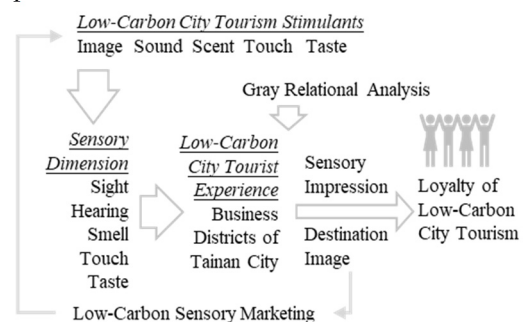 Low-Carbon City Tourism Stimulants
Image Sound Scent Touch Taste
Gray Relational Analysis
Sensory
Dimension
Sight
Hearing
Smell
Touch
Taste
Low-Carbon
City Tourist
Experience
Business
Districts of
Tainan City
Sensory
Impression
Destination
Image
Loyalty of
Low-Carbon
City Tourism
Low-Carbon Sensory Marketing